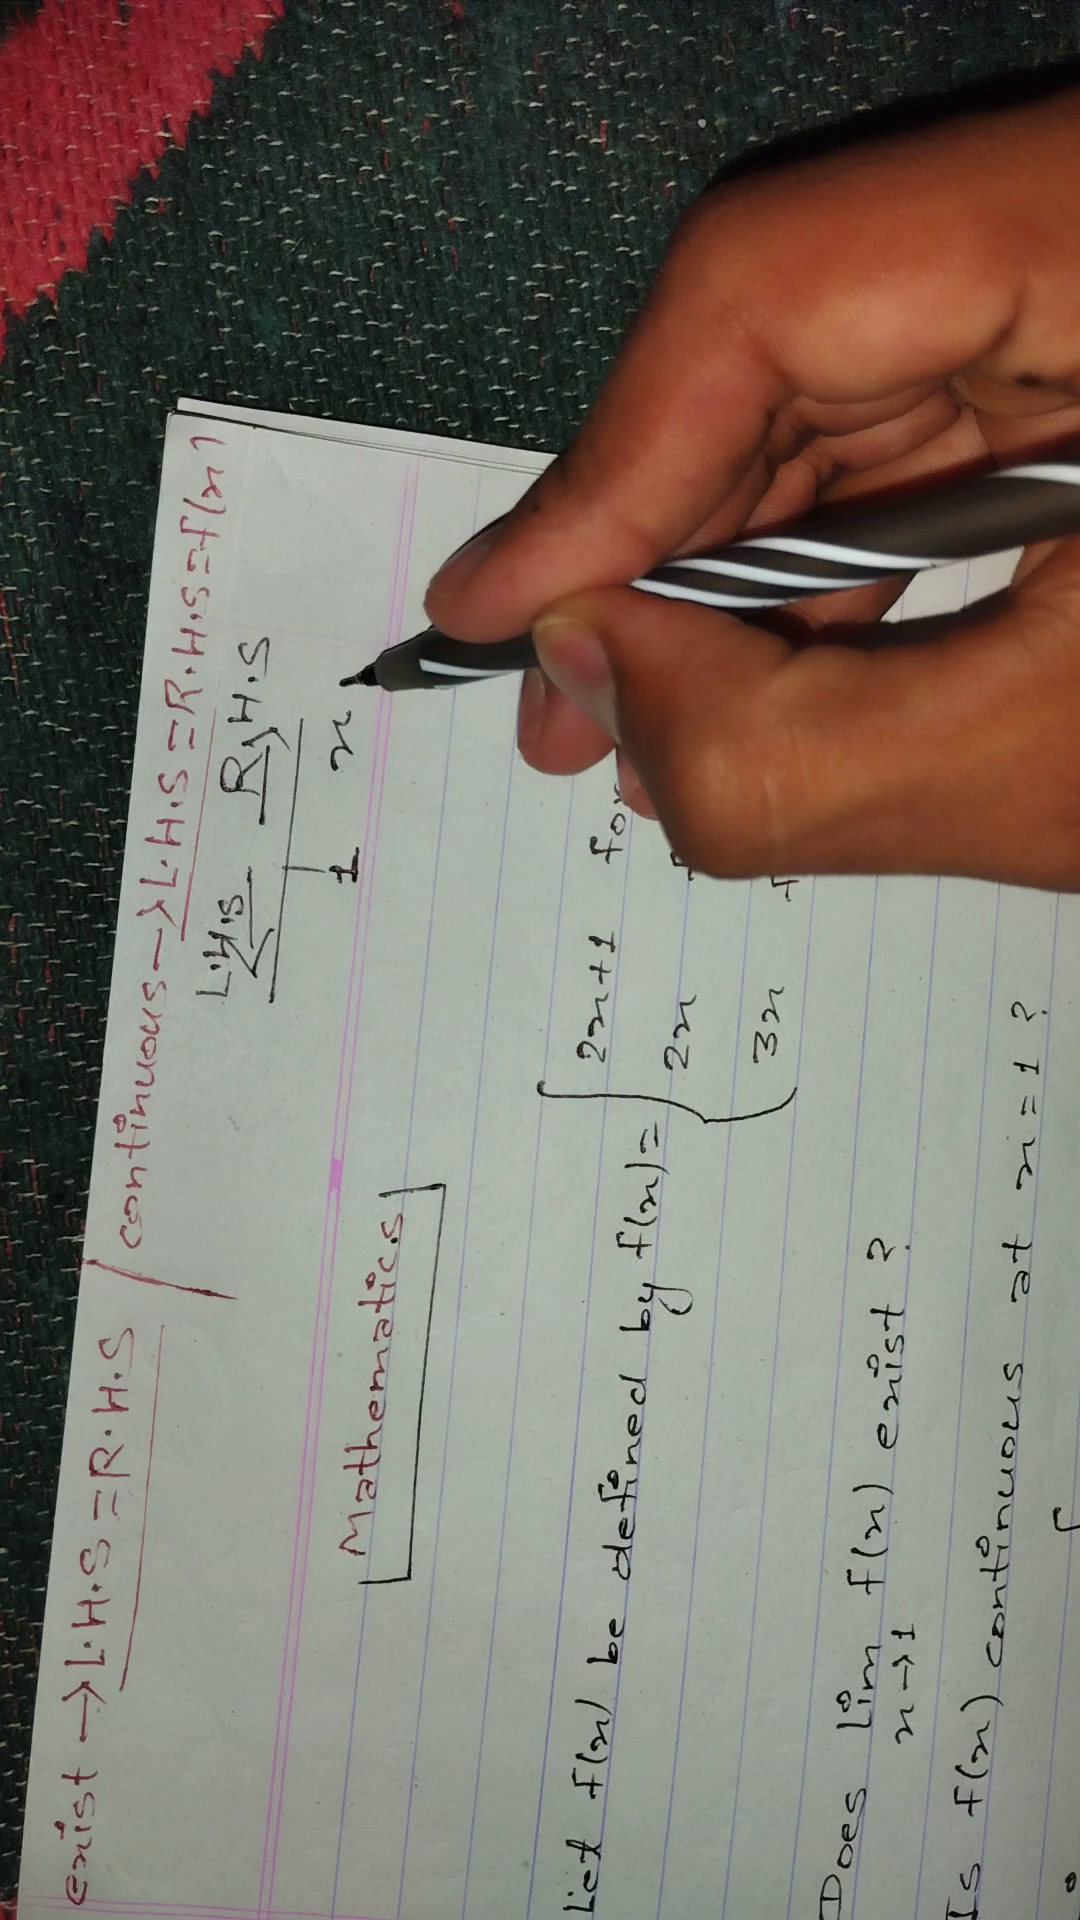 exist → L.H.S = R.H.S / continuous → L.H.S = R.H.S = f(x)
L.H.S R.H.S
1 x
Mathematics
Let f(x) be defined by f(x) = { 2x+1 for
2x
3x
Does lim f(x) exist ?
x→1
Is f(x) continuous at x = 1 ?